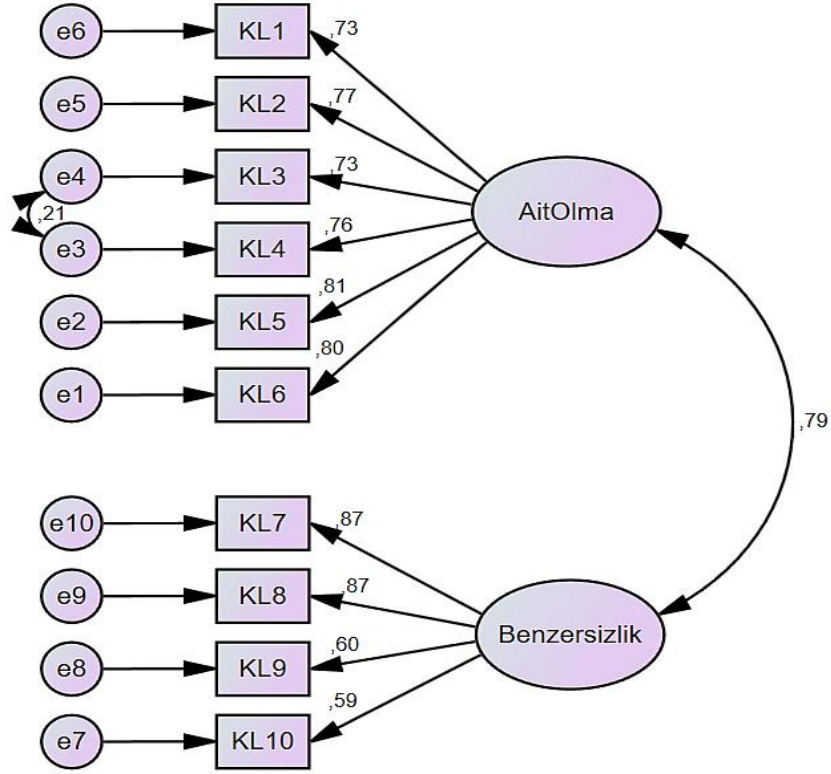 e6 KL1 ,73
e5 KL2 ,77
e4 KL3 ,73
AitOlma
,21
e3 KL4 ,76
e2 KL5 ,81
e1 KL6 ,80
,79
e10 KL7 ,87
e9 KL8 ,87
Benzersizlik
e8 KL9 ,60
e7 KL10 ,59